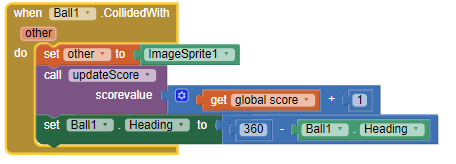 when Ball1 .CollidedWith
other
do set other to ImageSprite1
call updateScore
scorevalue get global score + 1
set Ball1 . Heading to 360 - Ball1 . Heading